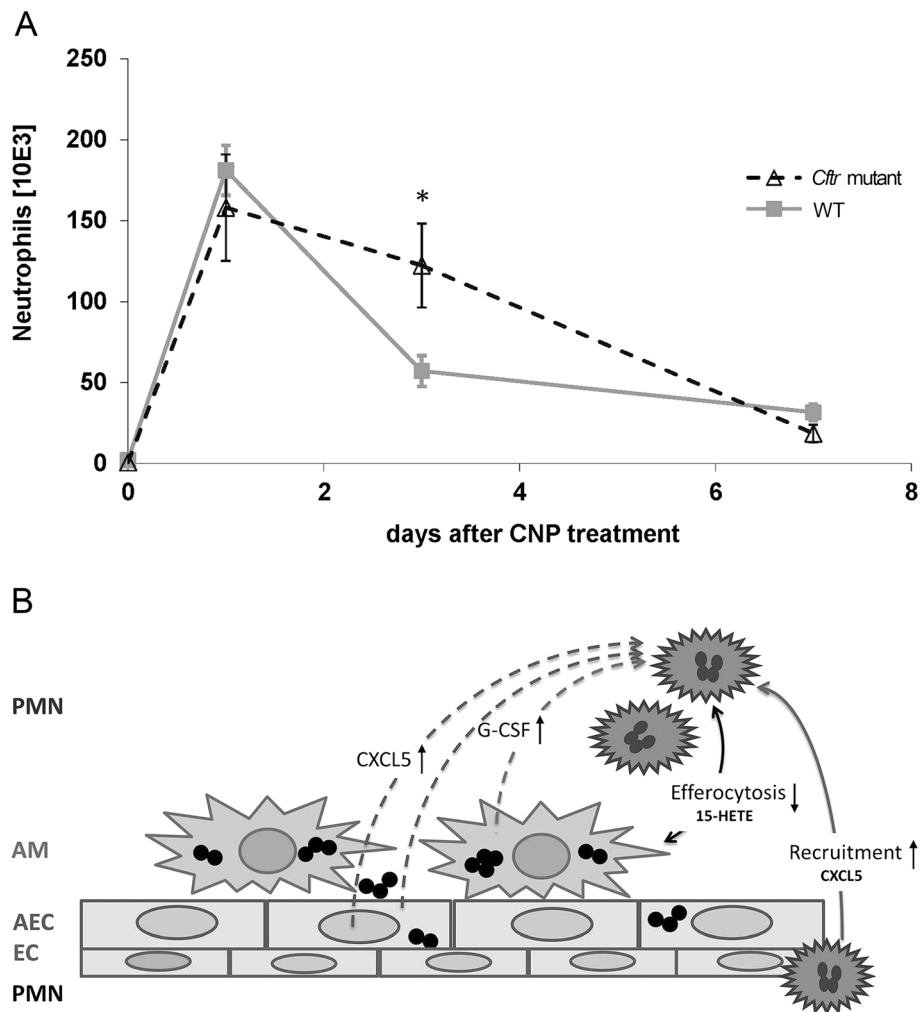 A
250
200
150
100
50
0
Neutrophils [10E3]
*
Cftr mutant
WT
0 2 4 6 8
days after CNP treatment
B
PMN
G-CSF ↑
CXCL5 ↑
Efferocytosis ↓
15-HETE
AM
Recruitment ↑
CXCL5
AEC
EC
PMN